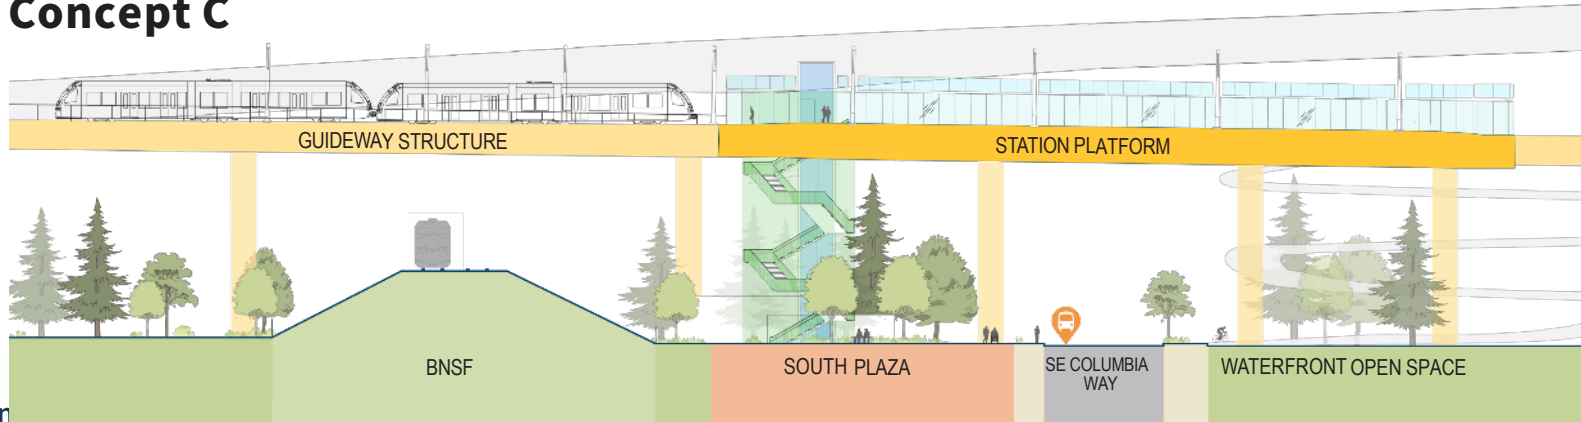 Concept C
GUIDEWAY STRUCTURE
STATION PLATFORM
BNSF
SOUTH PLAZA
SE COLUMBIA
WAY
WATERFRONT OPEN SPACE